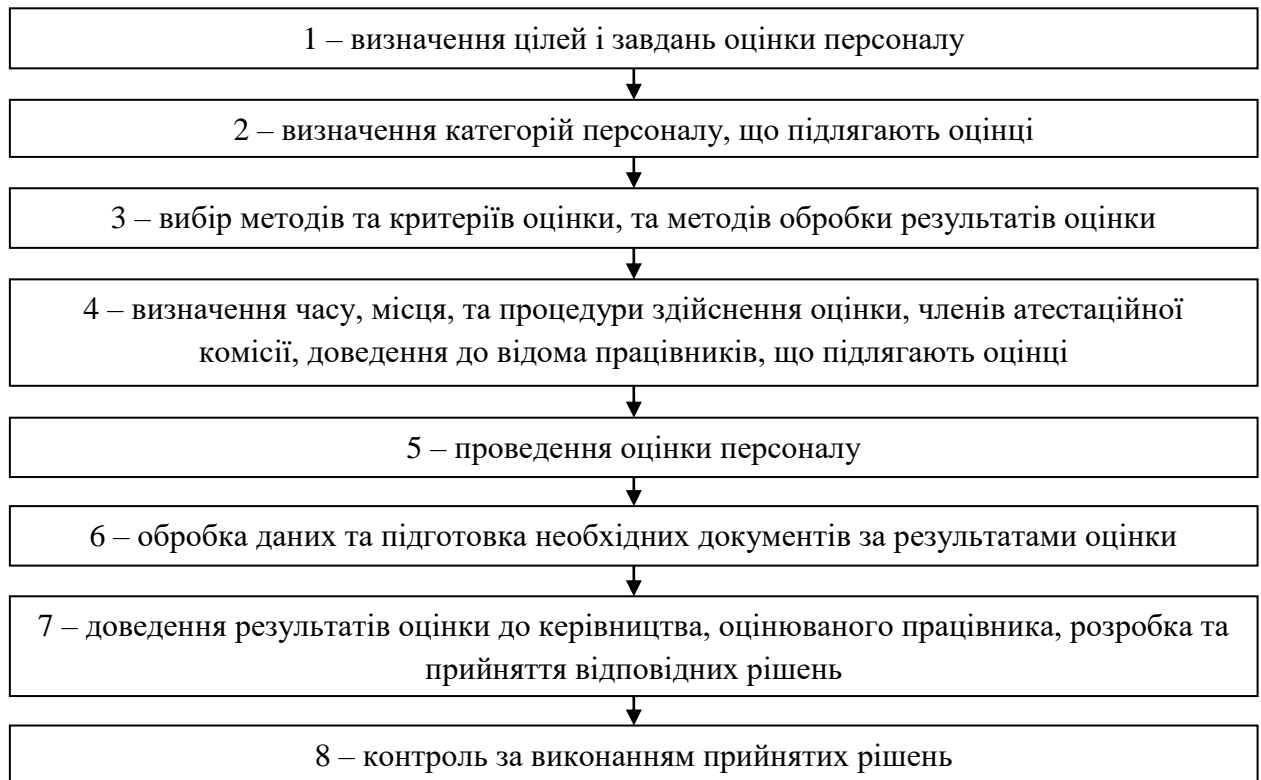 1 – визначення цілей і завдань оцінки персоналу
2 – визначення категорій персоналу, що підлягають оцінці
3 – вибір методів та критеріїв оцінки, та методів обробки результатів оцінки
4 – визначення часу, місця, та процедури здійснення оцінки, членів атестаційної
комісії, доведення до відома працівників, що підлягають оцінці
5 – проведення оцінки персоналу
6 – обробка даних та підготовка необхідних документів за результатами оцінки
7 – доведення результатів оцінки до керівництва, оцінюваного працівника, розробка та
прийняття відповідних рішень
8 – контроль за виконанням прийнятих рішень